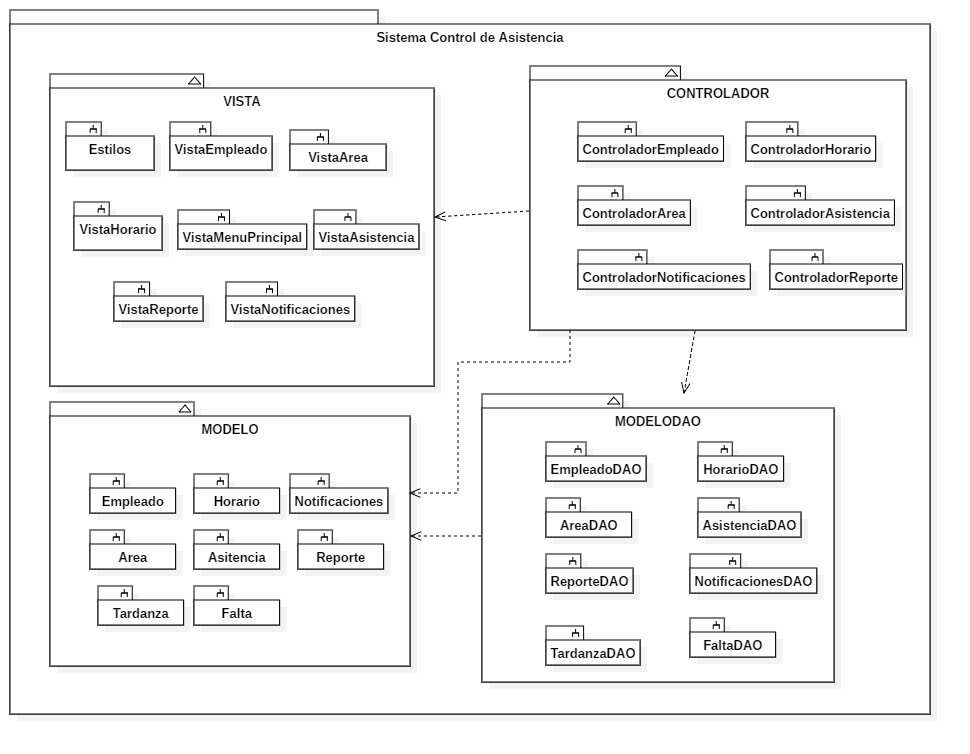 Sistema Control de Asistencia
VISTA
Estilos
VistaEmpleado
VistaArea
VistaHorario
VistaMenuPrincipal
VistaAsistencia
VistaReporte
VistaNotificaciones
CONTROLADOR
ControladorEmpleado
ControladorHorario
ControladorArea
ControladorAsistencia
ControladorNotificaciones
ControladorReporte
MODELO
Empleado
Horario
Notificaciones
Area
Asitencia
Reporte
Tardanza
Falta
MODELODAO
EmpleadoDAO
HorarioDAO
AreaDAO
AsistenciaDAO
ReporteDAO
NotificacionesDAO
TardanzaDAO
FaltaDAO